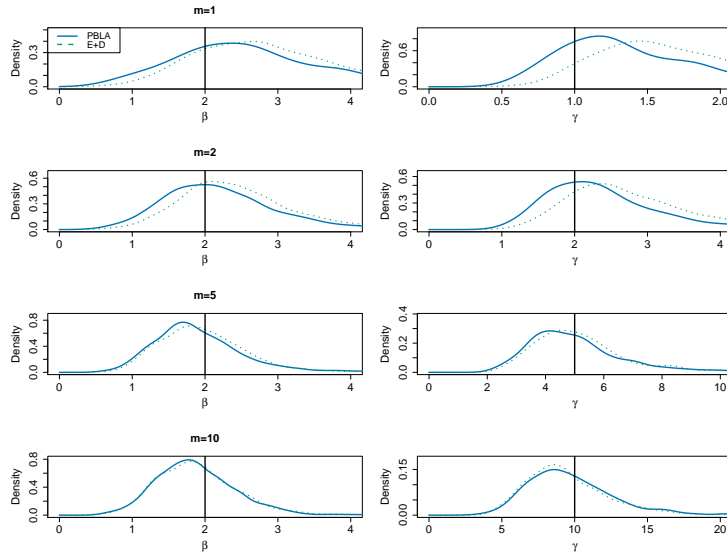 m=1
PBLA
E+D
Density
0.0 0.3
0 1 2 3 4
β
Density
0.0 0.6
0.0 0.5 1.0 1.5 2.0
γ
m=2
Density
0.0 0.3 0.6
0 1 2 3 4
β
Density
0.0 0.3 0.6
0 1 2 3 4
γ
m=5
Density
0.0 0.4 0.8
0 1 2 3 4
β
Density
0.0 0.2 0.4
0 2 4 6 8 10
γ
m=10
Density
0.0 0.4 0.8
0 1 2 3 4
β
Density
0.00 0.15
0 5 10 15 20
γ